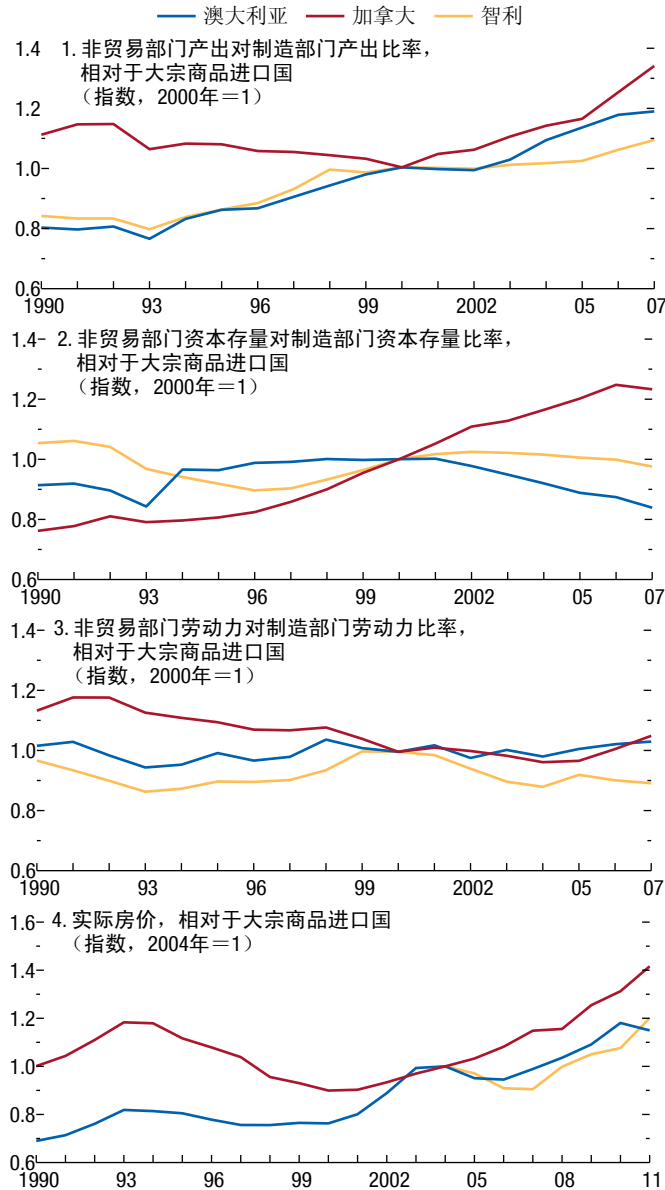 澳大利亚 加拿大 智利
1. 非贸易部门产出对制造部门产出比率，
相对于大宗商品进口国
（指数，2000年＝1）
1.4
1.2
1.0
0.8
0.6
1990 93 96 99 2002 05 07
2. 非贸易部门资本存量对制造部门资本存量比率，
相对于大宗商品进口国
（指数，2000年＝1）
1.4
1.2
1.0
0.8
0.6
1990 93 96 99 2002 05 07
3. 非贸易部门劳动力对制造部门劳动力比率，
相对于大宗商品进口国
（指数，2000年＝1）
1.4
1.2
1.0
0.8
0.6
1990 93 96 99 2002 05 07
4. 实际房价，相对于大宗商品进口国
（指数，2004年＝1）
1.6
1.4
1.2
1.0
0.8
0.6
1990 93 96 99 2002 05 08 11